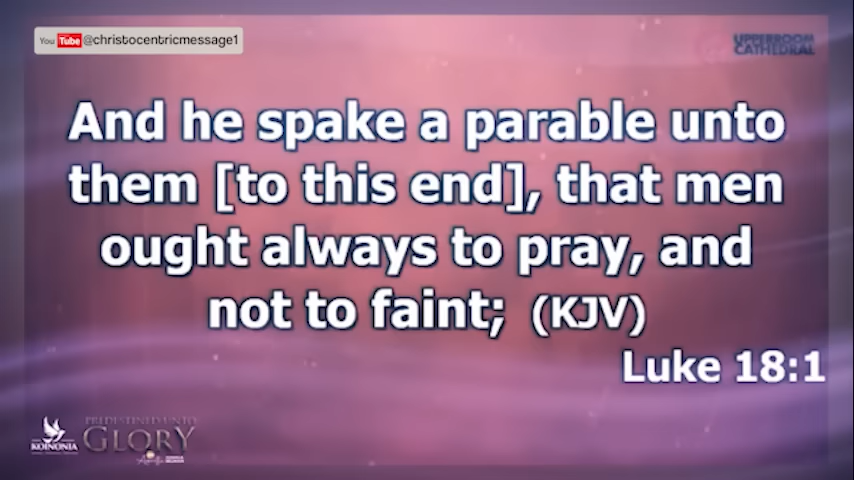 You Tube @christocentricmessage1
UPPERROOM
CATHEDRAL
And he spake a parable unto
them [to this end], that men
ought always to pray, and
not to faint; (KJV)
Luke 18:1
KOINONIA
PREDESTINED UNTO
GLORY